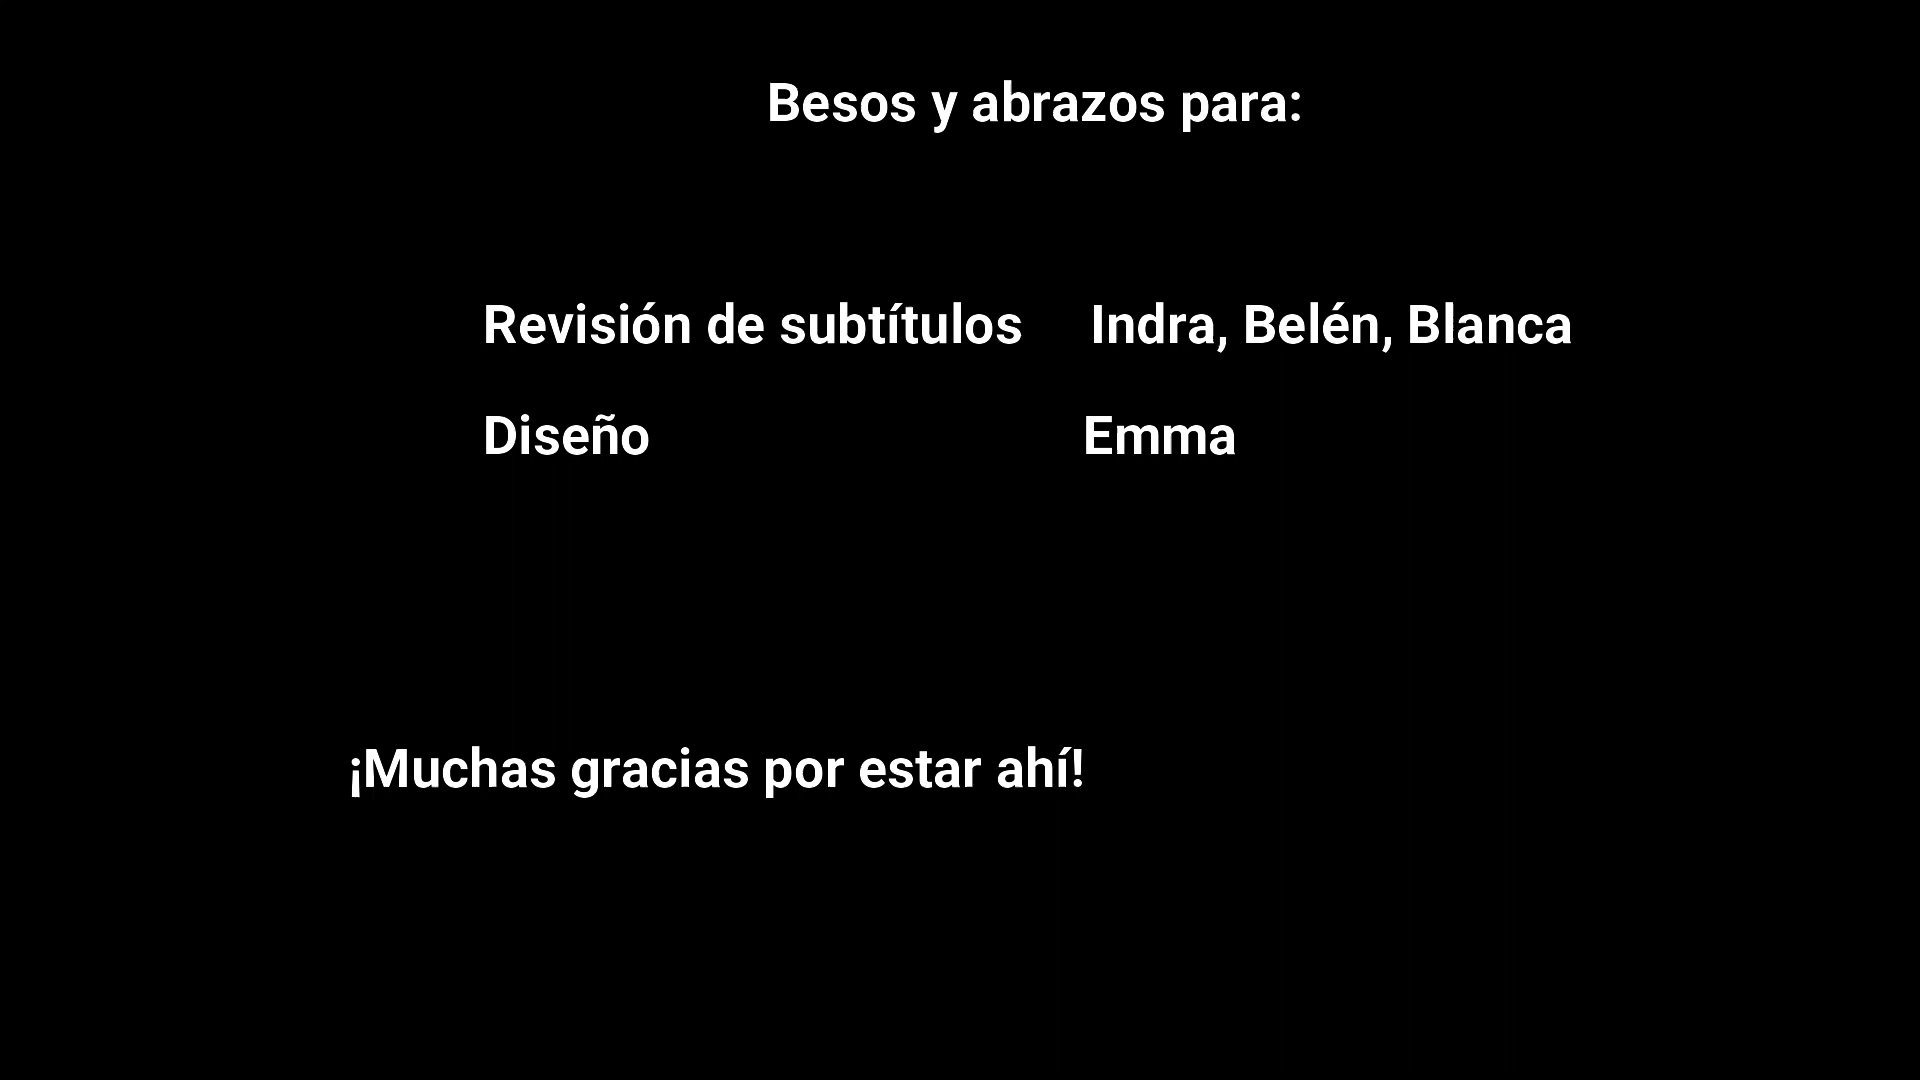 Besos y abrazos para:
Revisión de subtítulos Indra, Belén, Blanca
Diseño Emma
¡Muchas gracias por estar ahí!